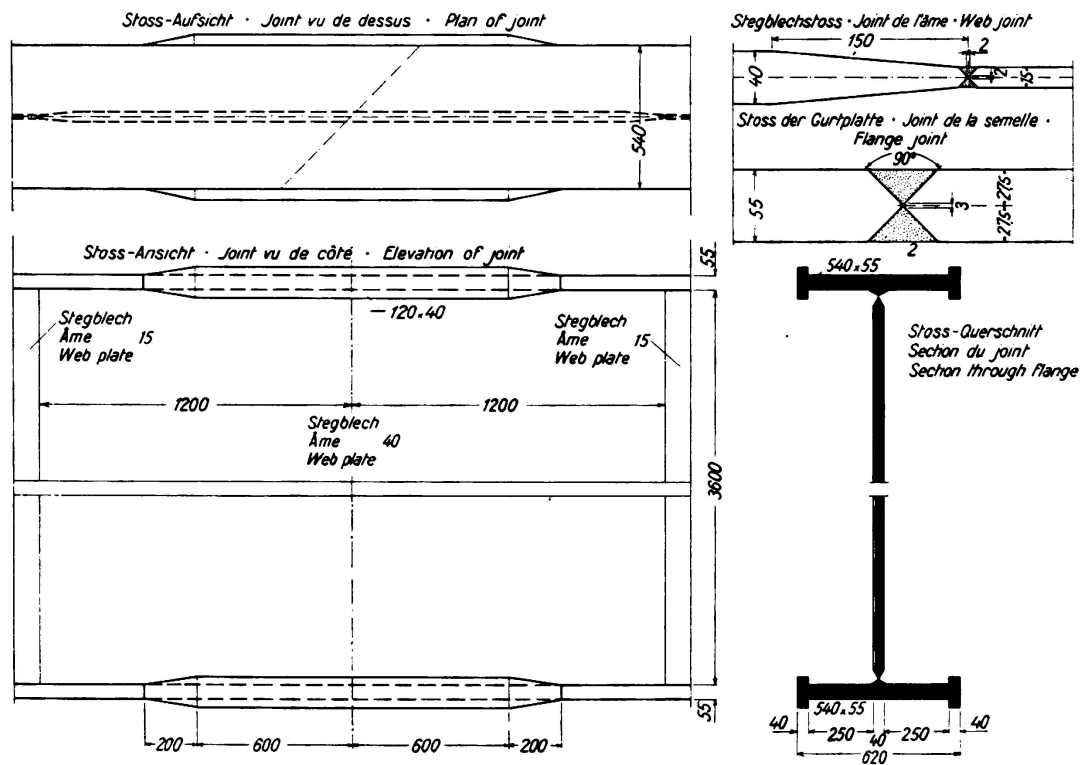 Stoss-Aufsicht · Joint vu de dessus · Plan of joint
540
Stegblechstoss · Joint de l'âme · Web joint
150
2
40
2
15
Stoss der Gurtplatte · Joint de la semelle ·
Flange joint
90°
55
3
27,5
27,5
2
Stoss-Ansicht · Joint vu de côté · Elevation of joint
55
120×40
Stegblech
Âme 15
Web plate
Stegblech
Âme 15
Web plate
1200
1200
Stegblech
Âme 40
Web plate
3600
55
200
600
600
200
540×55
Stoss-Querschnitt
Section du joint
Section through flange
540×55
40
250
40
250
40
620